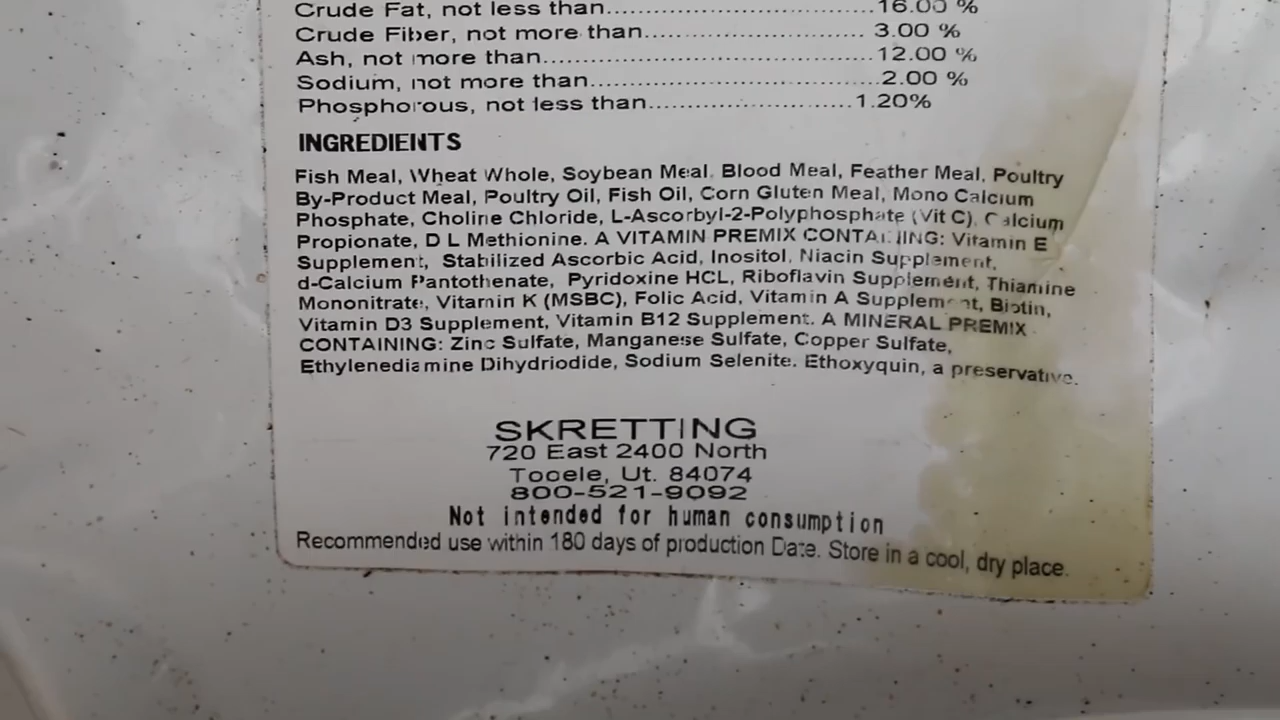 Crude Fat, not less than..............................16.00 %
Crude Fiber, not more than............................ 3.00 %
Ash, not more than.....................................12.00 %
Sodium, not more than.................................2.00 %
Phosphorous, not less than.......................1.20%
INGREDIENTS
Fish Meal, Wheat Whole, Soybean Meal, Blood Meal, Feather Meal, Poultry
By-Product Meal, Poultry Oil, Fish Oil, Corn Gluten Meal, Mono Calcium
Phosphate, Choline Chloride, L-Ascorbyl-2-Polyphosphate (Vit C), Calcium
Propionate, D L Methionine. A VITAMIN PREMIX CONTAINING: Vitamin E
Supplement, Stabilized Ascorbic Acid, Inositol, Niacin Supplement,
d-Calcium Pantothenate, Pyridoxine HCL, Riboflavin Supplement, Thiamine
Mononitrate, Vitamin K (MSBC), Folic Acid, Vitamin A Supplement, Biotin,
Vitamin D3 Supplement, Vitamin B12 Supplement. A MINERAL PREMIX
CONTAINING: Zinc Sulfate, Manganese Sulfate, Copper Sulfate,
Ethylenediamine Dihydriodide, Sodium Selenite. Ethoxyquin, a preservative.
SKRETTING
720 East 2400 North
Tooele, Ut. 84074
800-521-9092
Not intended for human consumption
Recommended use within 180 days of production Date. Store in a cool, dry place.